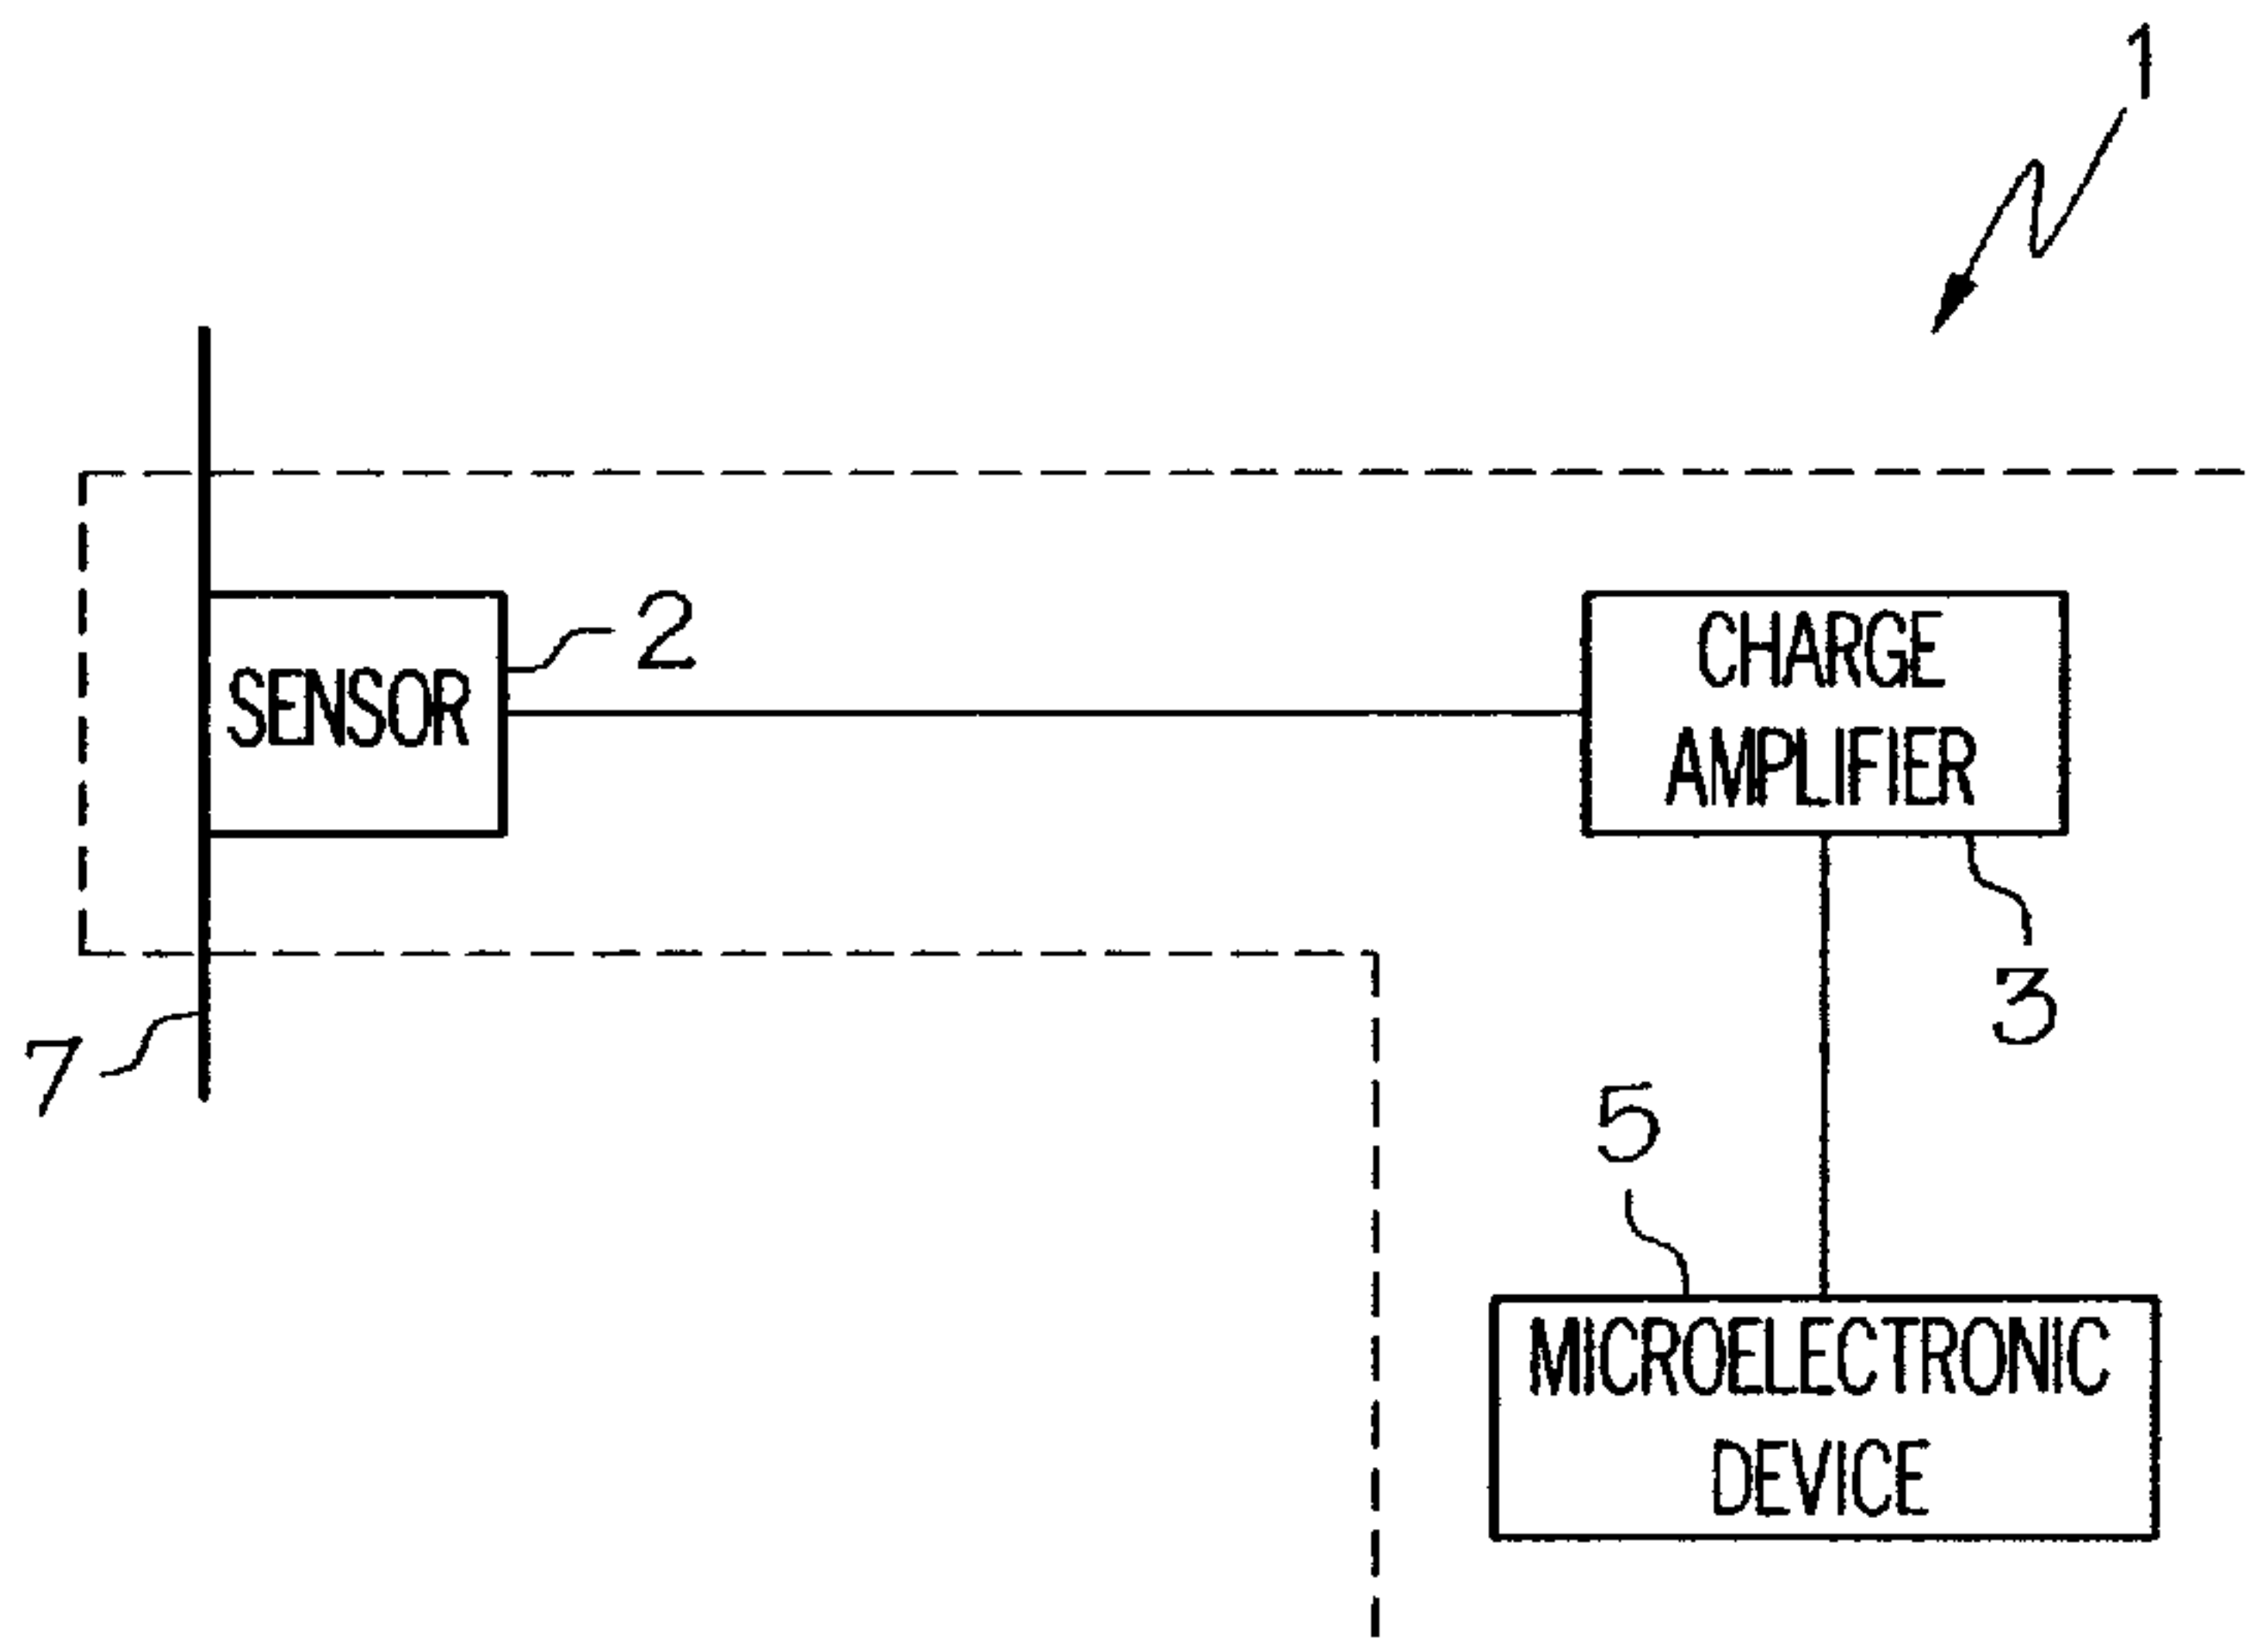 1
2
SENSOR
CHARGE
AMPLIFIER
3
7
5
MICROELECTRONIC
DEVICE